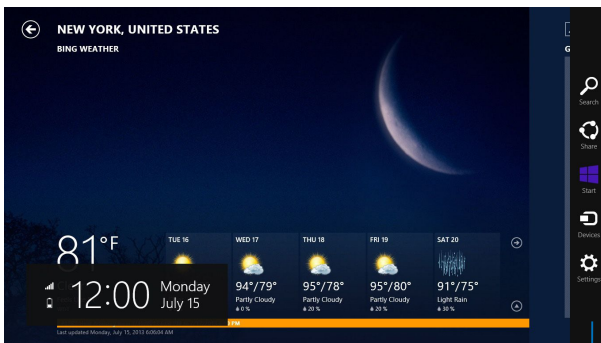 NEW YORK, UNITED STATES
BING WEATHER
Search
Share
Start
Devices
Settings
81°F
TUE 16
WED 17
THU 18
FRI 19
SAT 20
94°/79°
95°/78°
95°/80°
91°/75°
Partly Cloudy
Partly Cloudy
Partly Cloudy
Light Rain
0 %
20 %
20 %
30 %
12:00
Monday
July 15
PM
Last updated Monday, July 15, 2013 6:06:04 AM